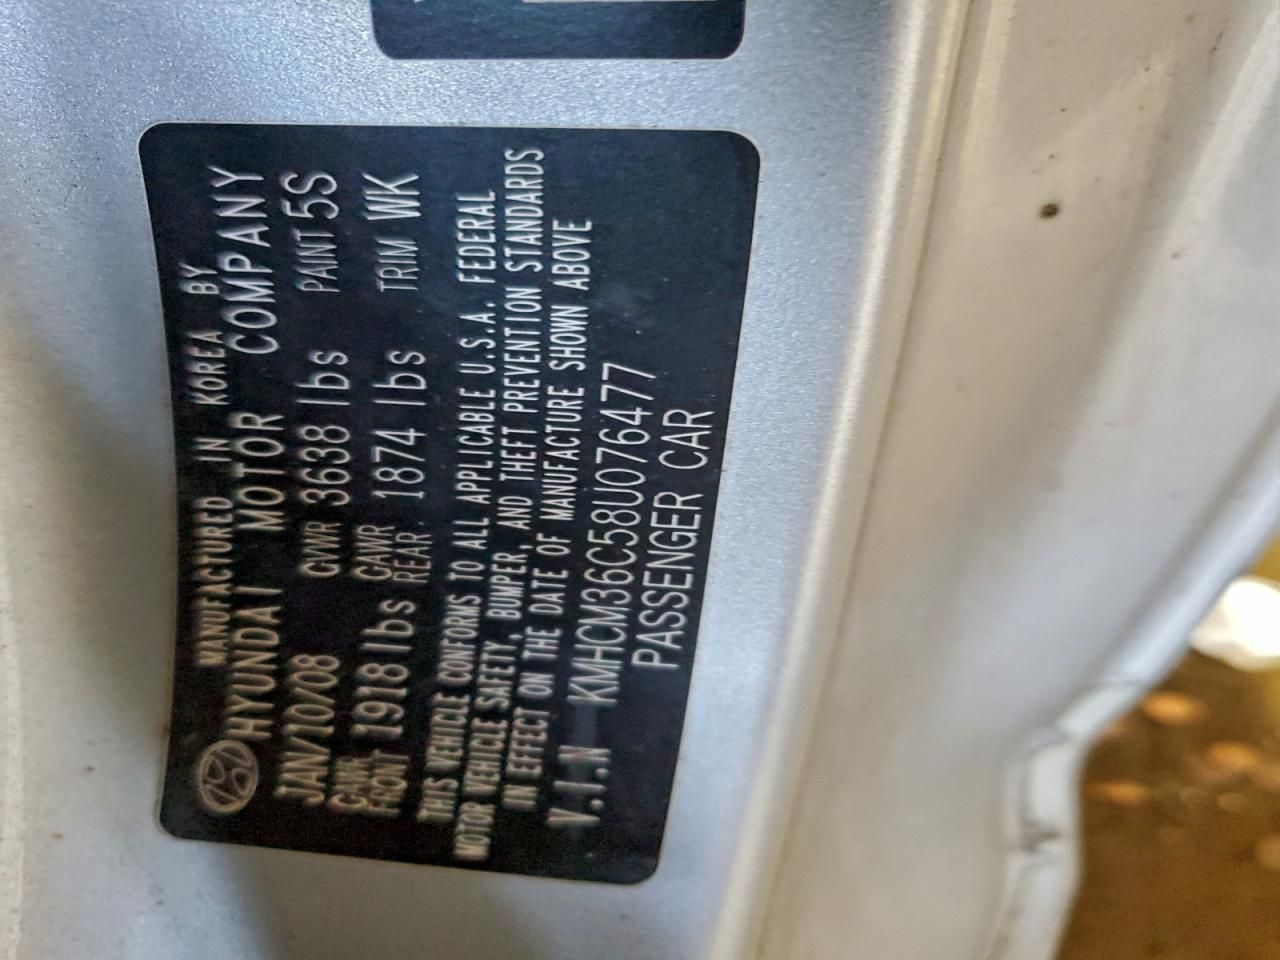 MANUFACTURED IN KOREA BY
HYUNDAI MOTOR COMPANY
JAN/10/08 GVWR 3638 lbs PAINT 5S
GAWR FRONT 1918 lbs GAWR REAR 1874 lbs TRIM WK
THIS VEHICLE CONFORMS TO ALL APPLICABLE U.S.A. FEDERAL
MOTOR VEHICLE SAFETY, BUMPER, AND THEFT PREVENTION STANDARDS
IN EFFECT ON THE DATE OF MANUFACTURE SHOWN ABOVE
V.I.N KMHCM36C58U076477
PASSENGER CAR